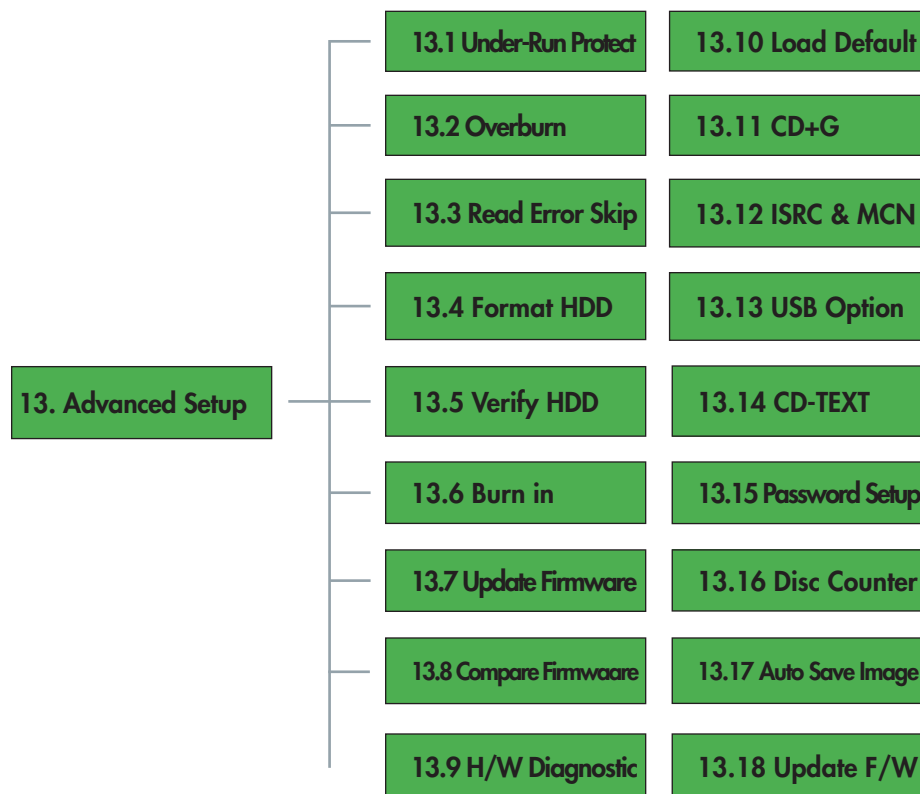 13. Advanced Setup
13.1 Under-Run Protect
13.2 Overburn
13.3 Read Error Skip
13.4 Format HDD
13.5 Verify HDD
13.6 Burn in
13.7 Update Firmware
13.8 Compare Firmwaare
13.9 H/W Diagnostic
13.10 Load Default
13.11 CD+G
13.12 ISRC & MCN
13.13 USB Option
13.14 CD-TEXT
13.15 Password Setup
13.16 Disc Counter
13.17 Auto Save Image
13.18 Update F/W